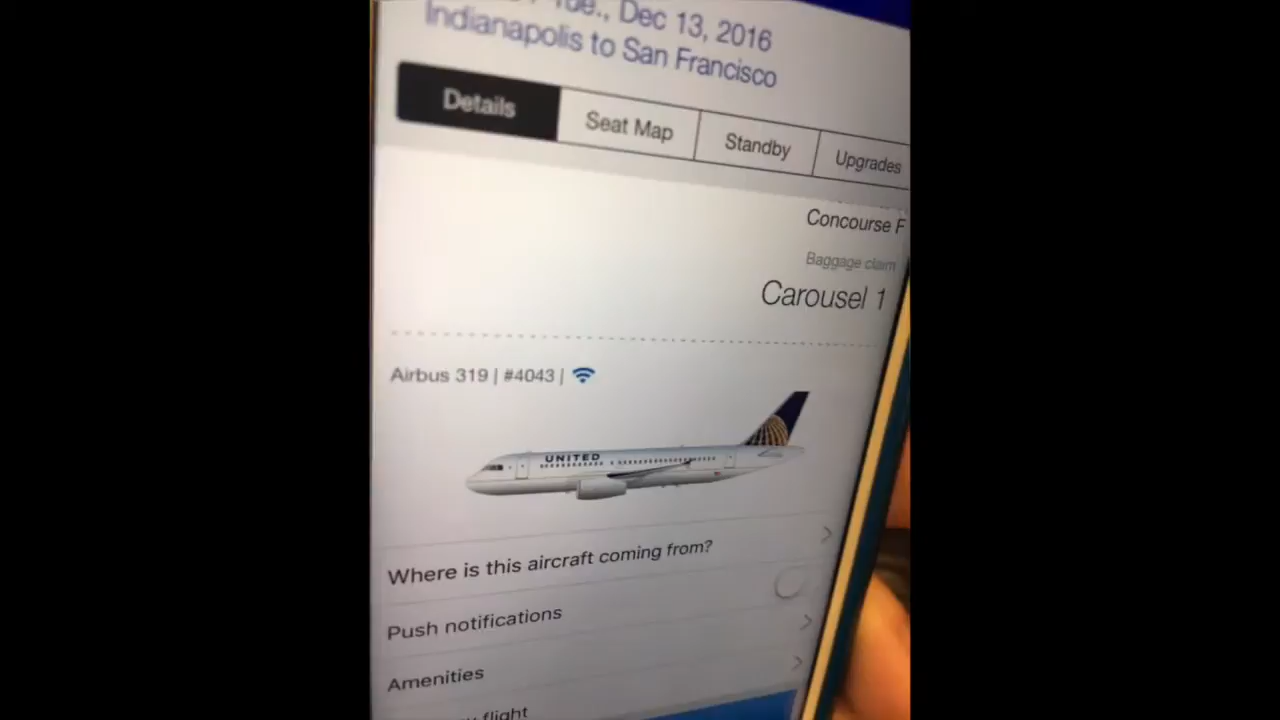 Tue., Dec 13, 2016
Indianapolis to San Francisco
Details
Seat Map
Standby
Upgrades
Concourse F
Baggage claim
Carousel 1
Airbus 319 | #4043 |
UNITED
Where is this aircraft coming from?
Push notifications
Amenities
flight